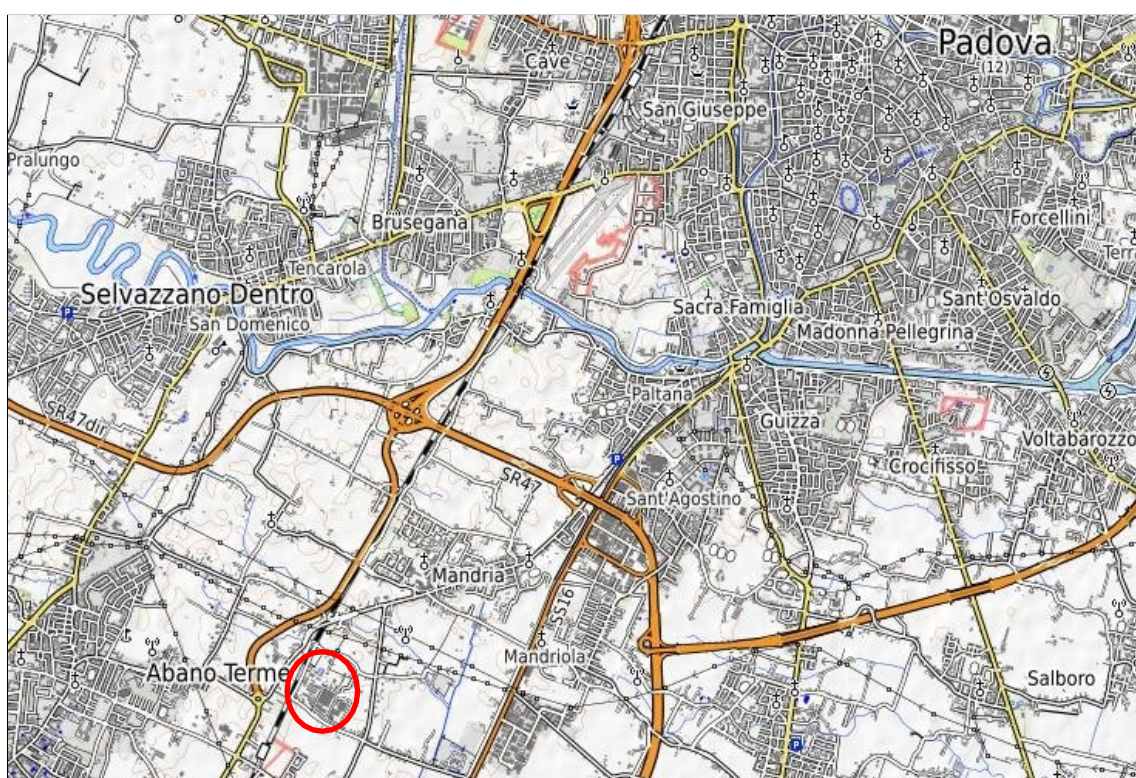 Padova
(12)
Cave
San Giuseppe
Pralungo
Brusegana
Forcellini
Terr
Tencarola
Selvazzano Dentro
San Domenico
Sacra Famiglia
Sant'Osvaldo
Madonna Pellegrina
Paltana
Guizza
SR47dir
Voltabarozzo
Crocifisso
SR47
Sant'Agostino
Mandria
SS16
Mandriola
Abano Terme
Salboro
P
P
P